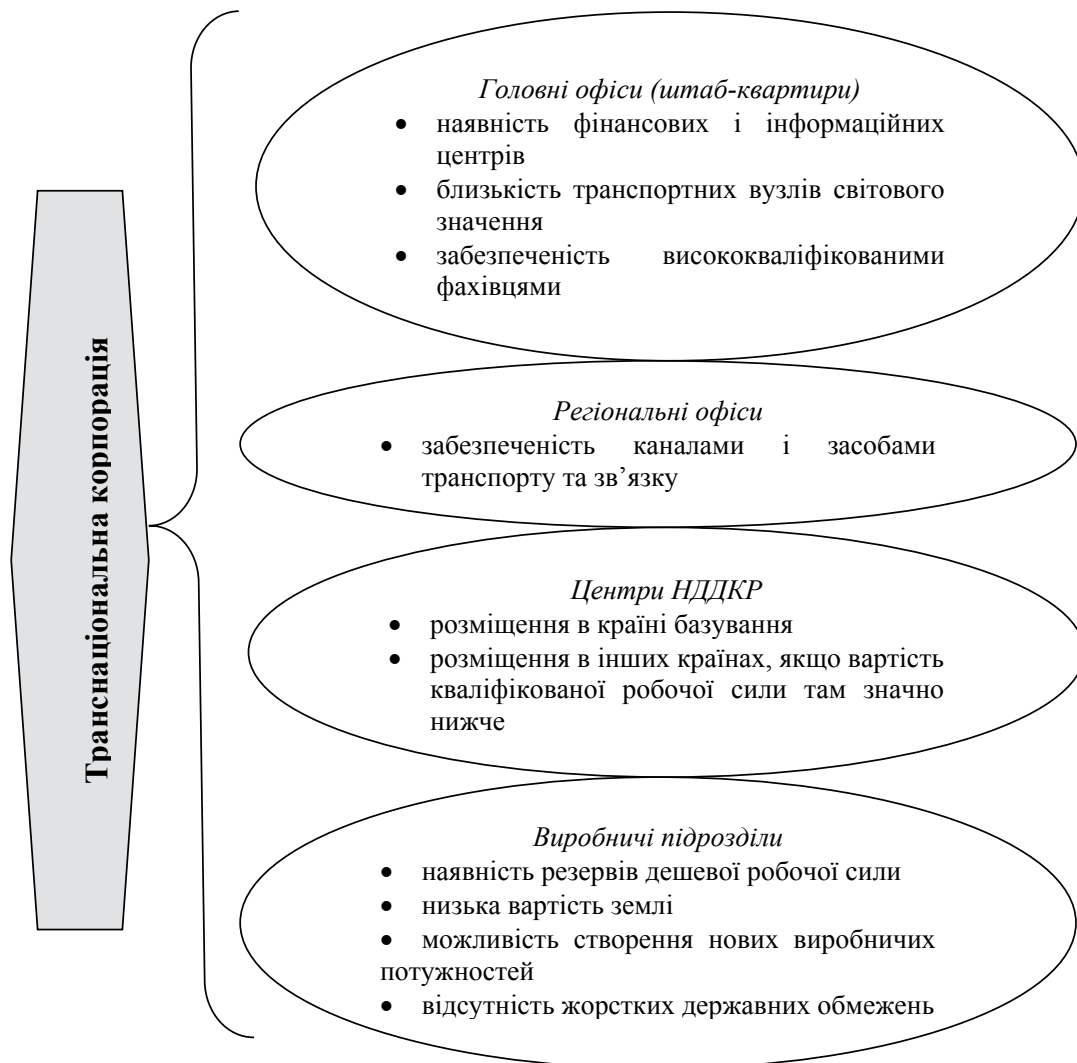 Транснаціональна корпорація
Головні офіси (штаб-квартири)
• наявність фінансових і інформаційних
центрів
• близькість транспортних вузлів світового
значення
• забезпеченість висококваліфікованими
фахівцями
Регіональні офіси
• забезпеченість каналами і засобами
транспорту та зв’язку
Центри НДДКР
• розміщення в країні базування
• розміщення в інших країнах, якщо вартість
кваліфікованої робочої сили там значно
нижче
Виробничі підрозділи
• наявність резервів дешевої робочої сили
• низька вартість землі
• можливість створення нових виробничих
потужностей
• відсутність жорстких державних обмежень